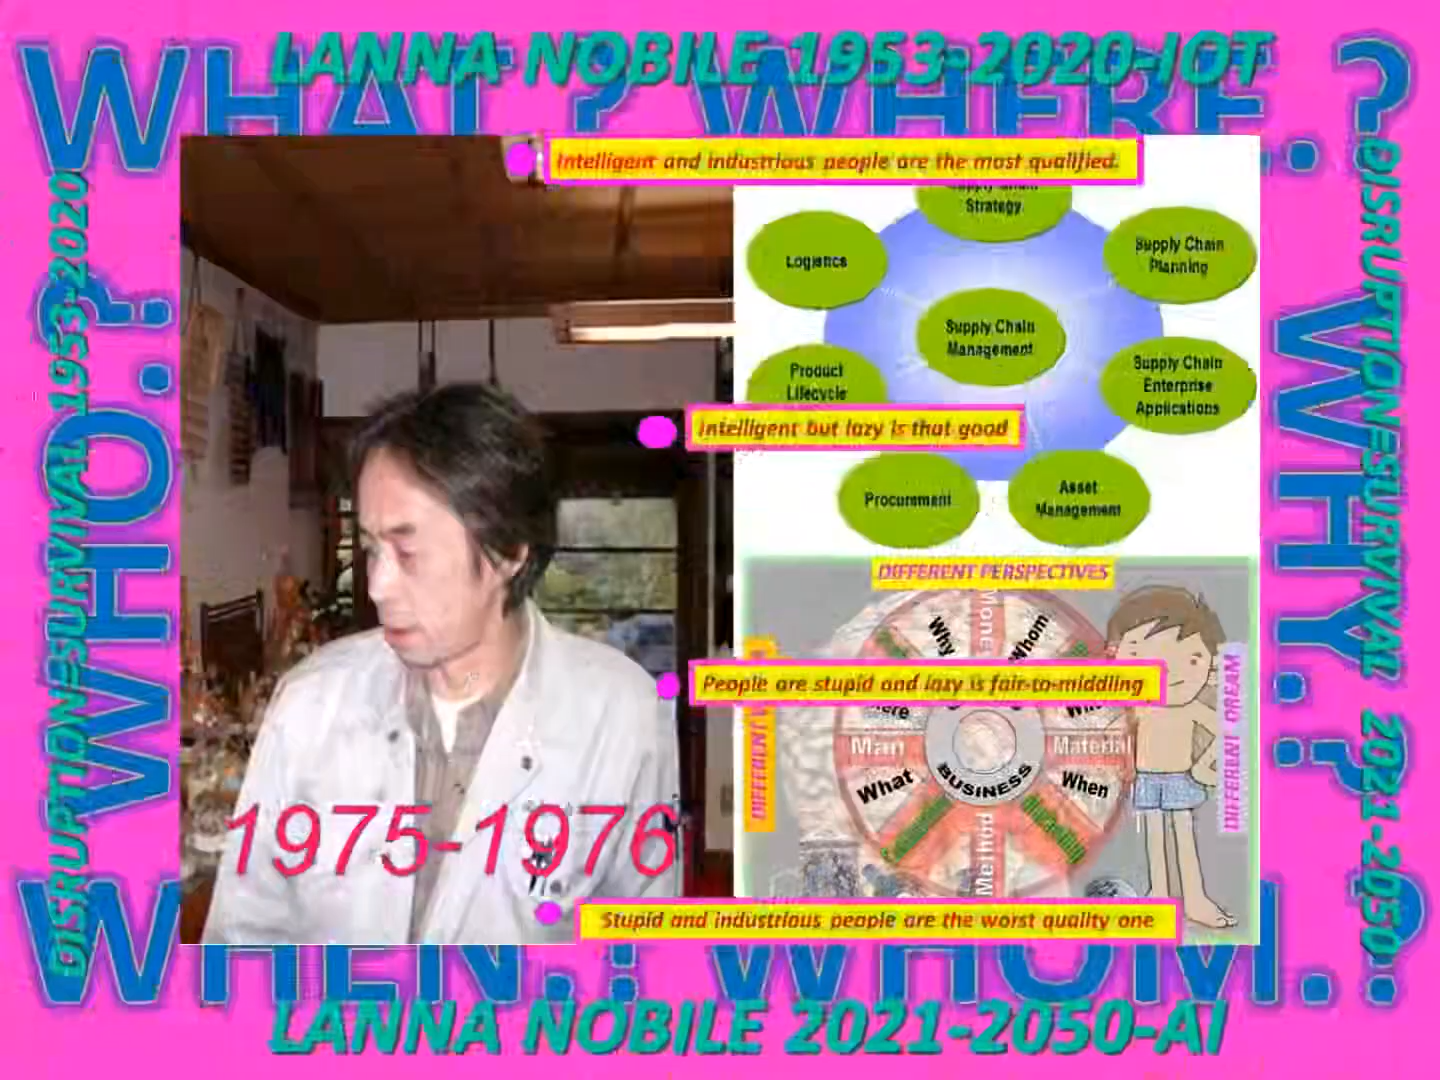 LANNA NOBILE 1953-2020-IOT
WHAT.? WHERE.?
Intelligent and industrious people are the most qualified.
Strategy
Logistics
Supply Chain
Planning
Supply Chain
Management
Product
Lifecycle
Supply Chain
Enterprise
Applications
Intelligent but lazy is that good
Procurement
Asset
Management
DISRUPTION=SURVIVAL 1953-2020
WHO.?
DISRUPTION=SURVIVAL 2021-2050
WHY.?
DIFFERENT PERSPECTIVES
Why
Money
Whom
People are stupid and lazy is fair-to-middling
Man
Material
What
When
BUSINESS
Method
DIFFERENT DREAM
1975-1976
Stupid and industrious people are the worst quality one
WHEN.? WHOM.?
LANNA NOBILE 2021-2050-AI